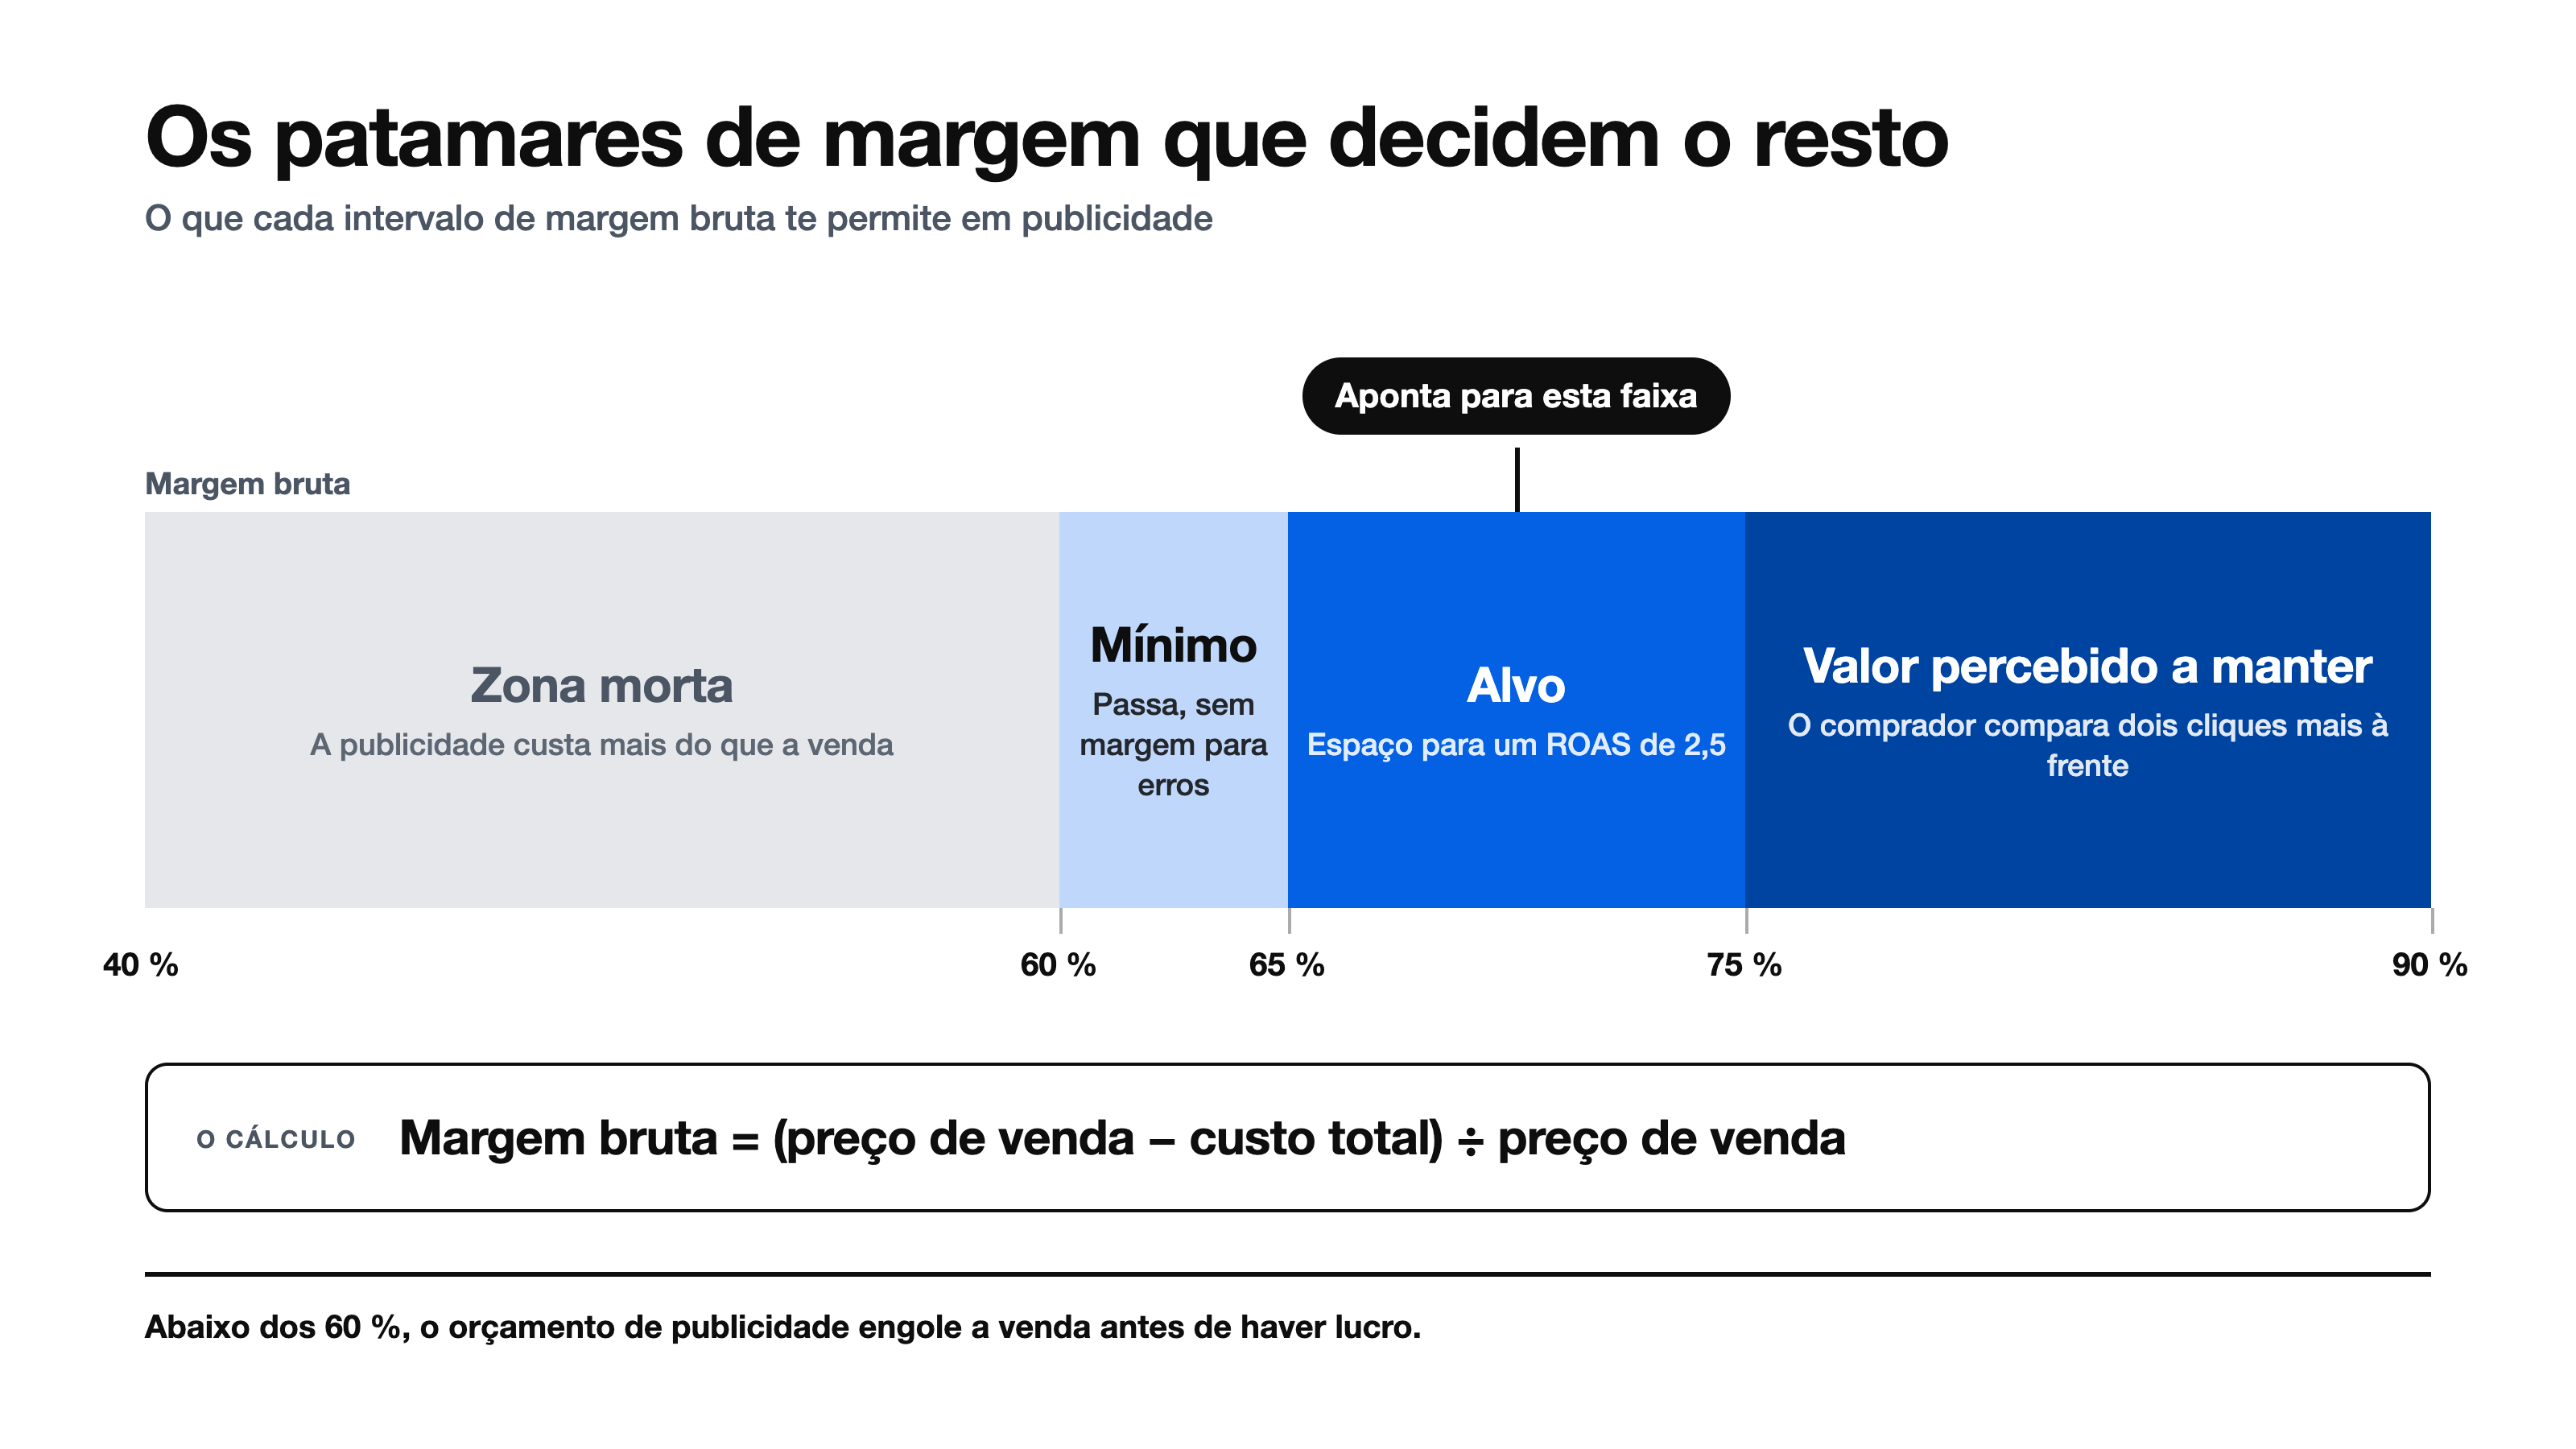 Os patamares de margem que decidem o resto
O que cada intervalo de margem bruta te permite em publicidade
Aponta para esta faixa
Margem bruta
Zona morta
A publicidade custa mais do que a venda
Mínimo
Passa, sem
margem para
erros
Alvo
Espaço para um ROAS de 2,5
Valor percebido a manter
O comprador compara dois cliques mais à
frente
40 %
60 %
65 %
75 %
90 %
O CÁLCULO
Margem bruta = (preço de venda – custo total) ÷ preço de venda
Abaixo dos 60 %, o orçamento de publicidade engole a venda antes de haver lucro.